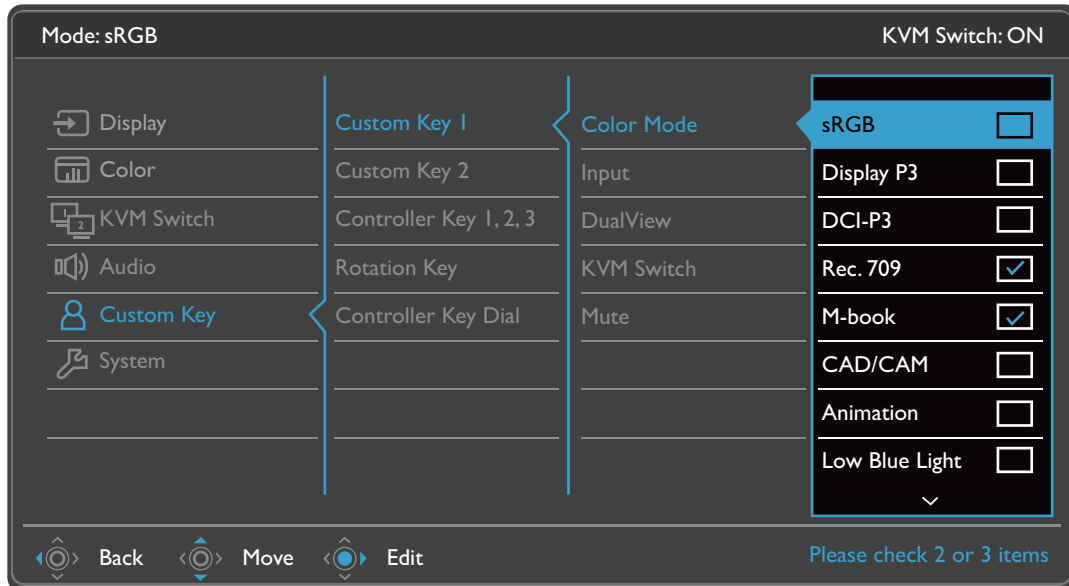 Mode: sRGB
KVM Switch: ON
Display
Color
1
2
KVM Switch
Audio
Custom Key
System
Custom Key 1
Custom Key 2
Controller Key 1, 2, 3
Rotation Key
Controller Key Dial
Color Mode
Input
DualView
KVM Switch
Mute
sRGB
Display P3
DCI-P3
Rec. 709
M-book
CAD/CAM
Animation
Low Blue Light
Back
Move
Edit
Please check 2 or 3 items